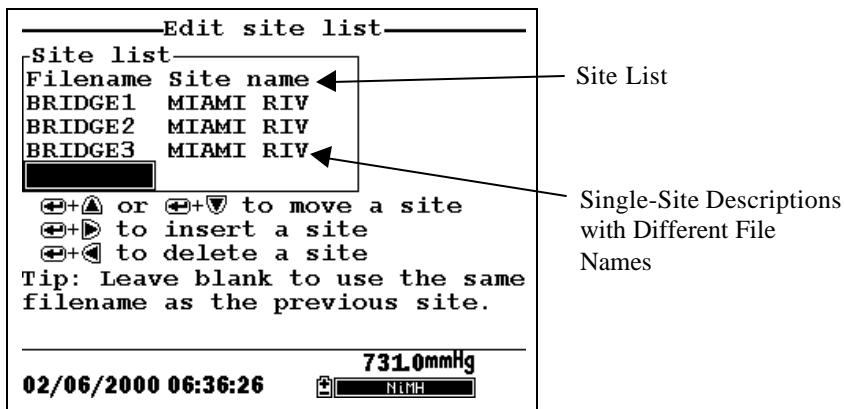 Edit site list
Site list
Filename Site name
BRIDGE1 MIAMI RIV
BRIDGE2 MIAMI RIV
BRIDGE3 MIAMI RIV
+ or + to move a site
+ to insert a site
+ to delete a site
Tip: Leave blank to use the same
filename as the previous site.
731.0mmHg
02/06/2000 06:36:26 NiMH
Site List
Single-Site Descriptions
with Different File
Names